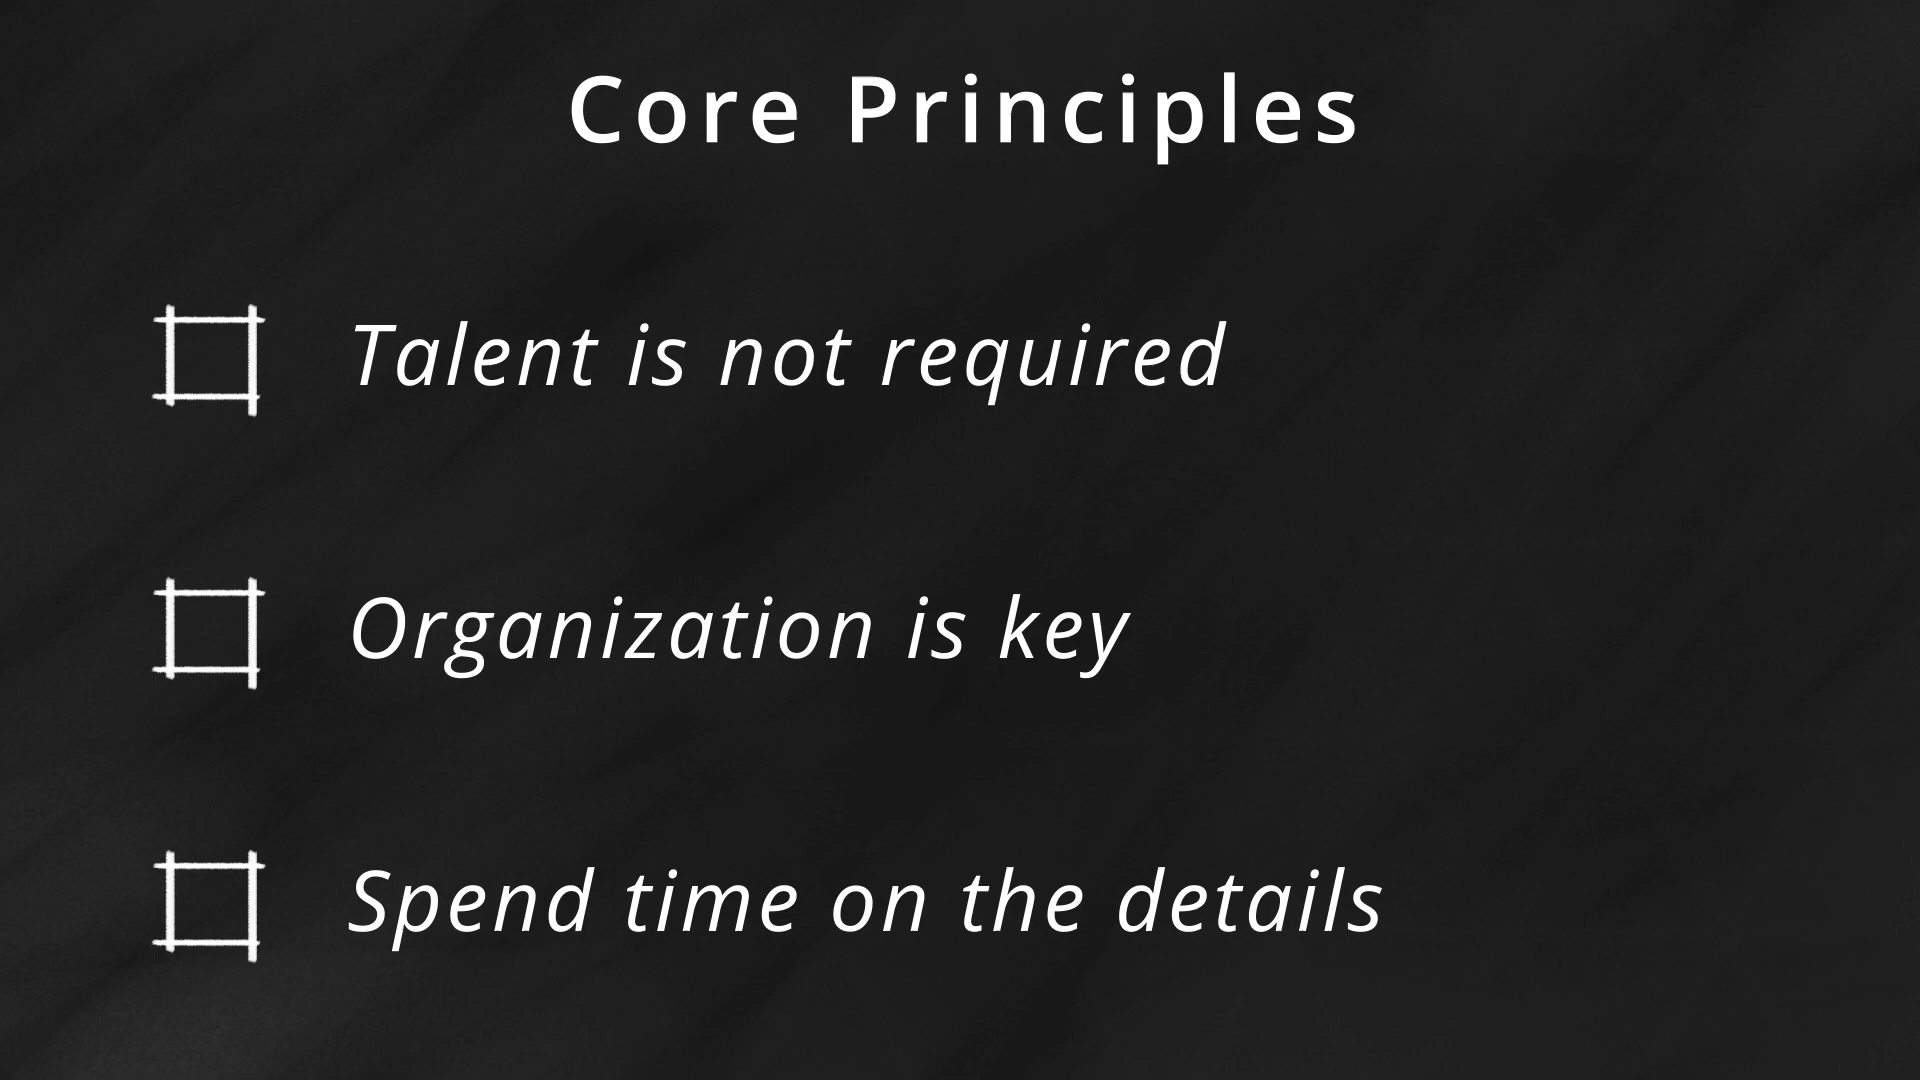 Core Principles
Talent is not required
Organization is key
Spend time on the details